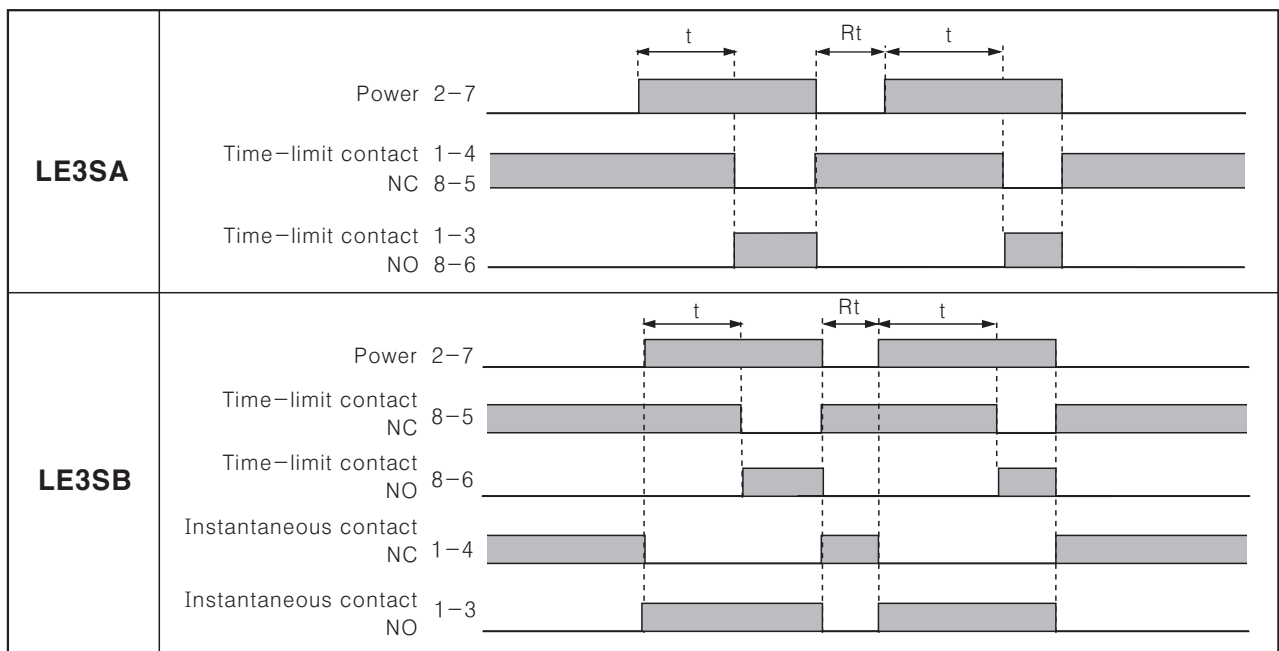 t Rt t
Power 2-7
LE3SA
Time-limit contact 1-4
NC 8-5
Time-limit contact 1-3
NO 8-6
t Rt t
Power 2-7
Time-limit contact
NC 8-5
LE3SB
Time-limit contact
NO 8-6
Instantaneous contact
NC 1-4
Instantaneous contact
NO 1-3